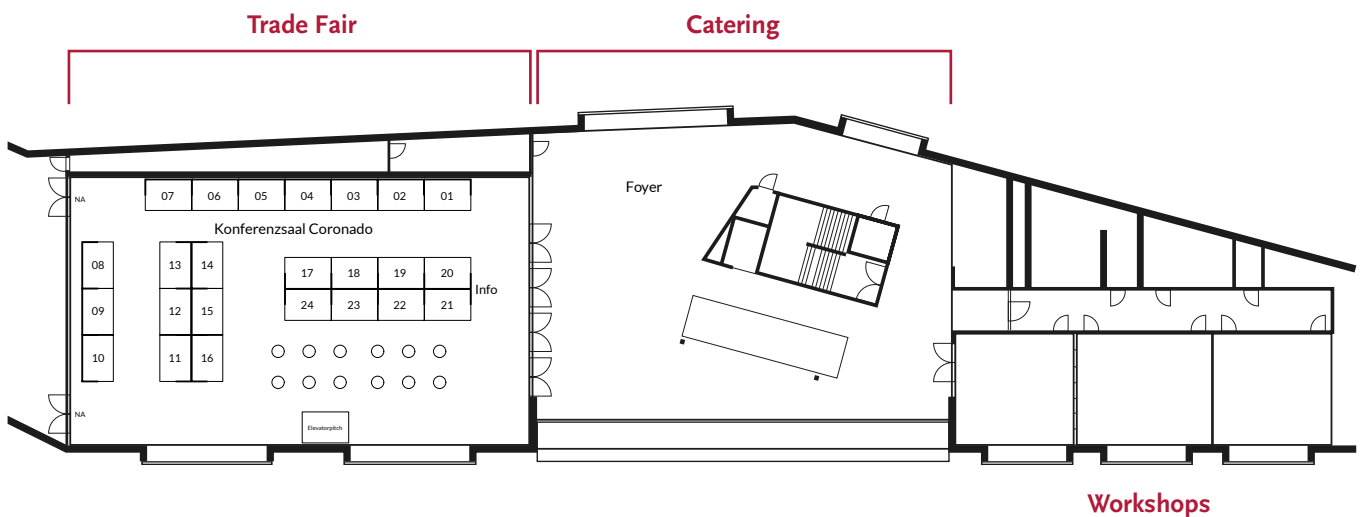 Trade Fair
Catering
Foyer
NA
07 06 05 04 03 02 01
Konferenzsaal Coronado
08 13 14
17 18 19 20
Info
09 12 15
24 23 22 21
10 11 16
NA
Elevatorpitch
Workshops